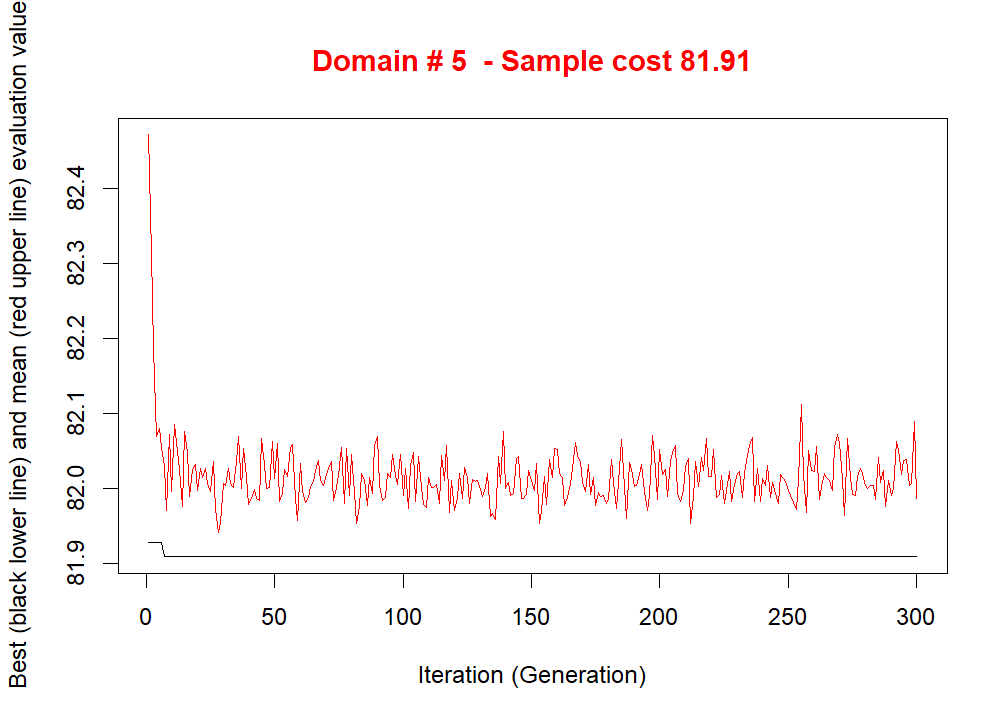 Domain # 5  - Sample cost 81.91
Best (black lower line) and mean (red upper line) evaluation value
82.4
82.3
82.2
82.1
82.0
81.9
0 50 100 150 200 250 300
Iteration (Generation)